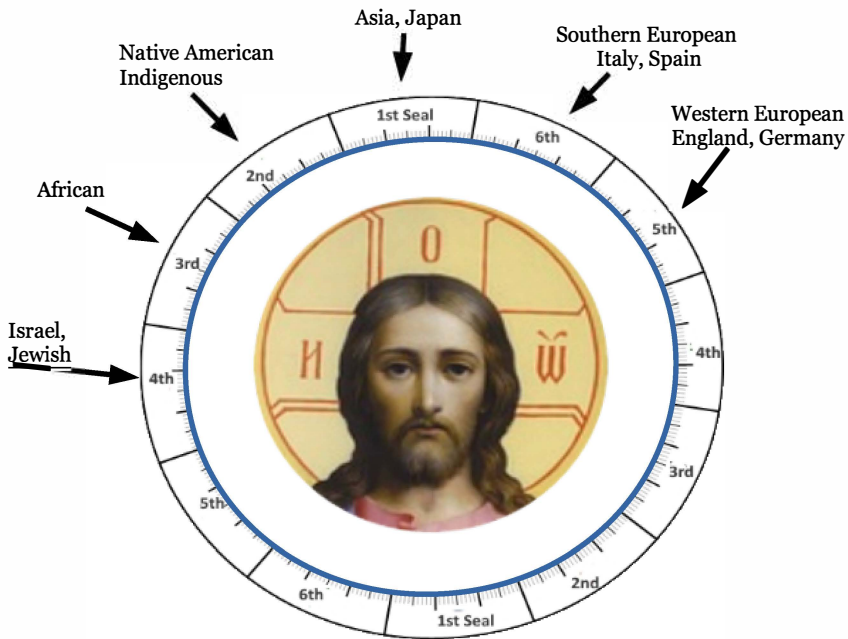 Asia, Japan
Native American
Indigenous
Southern European
Italy, Spain
Western European
England, Germany
African
Israel,
Jewish
1st Seal
6th
5th
4th
3rd
2nd
1st Seal
6th
5th
4th
3rd
2nd
О
И
Ѿ